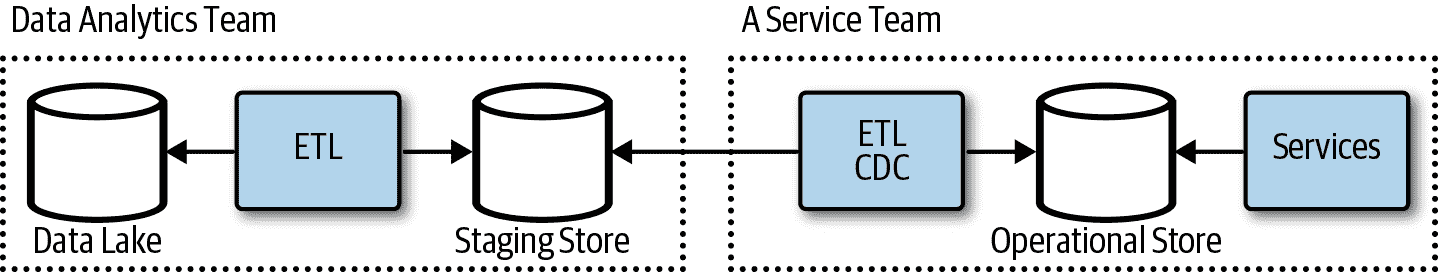 Data Analytics Team
A Service Team
ETL
ETL
CDC
Services
Data Lake
Staging Store
Operational Store